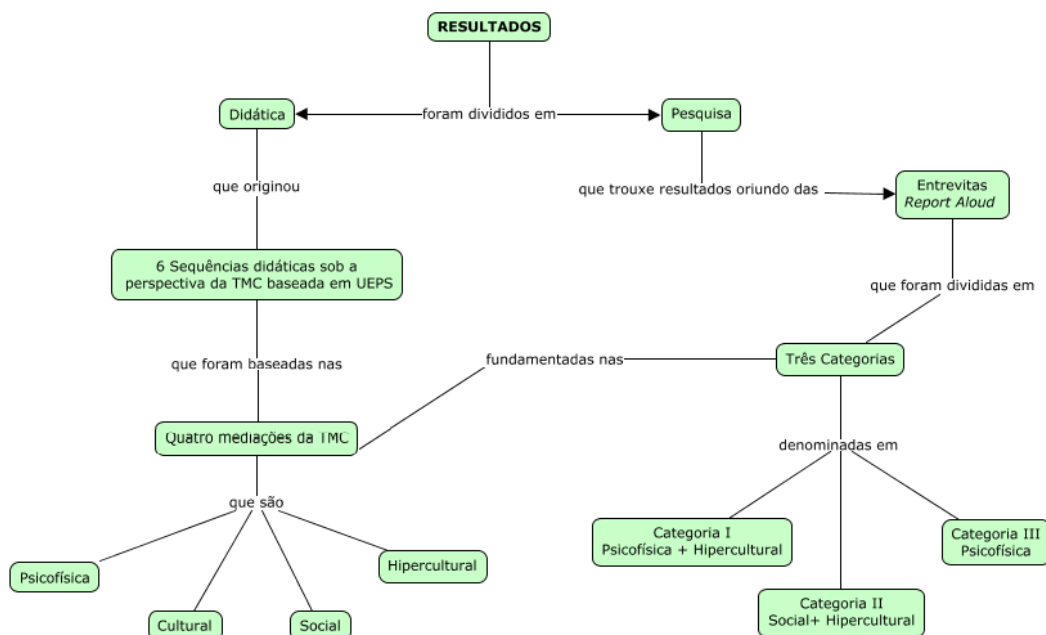 RESULTADOS
Didática
foram divididos em
Pesquisa
que originou
que trouxe resultados oriundo das
Entrevitas
Report Aloud
6 Sequências didáticas sob a
perspectiva da TMC baseada em UEPS
que foram divididas em
que foram baseadas nas
fundamentadas nas
Três Categorias
Quatro mediações da TMC
denominadas em
que são
Categoria I
Psicofísica + Hipercultural
Categoria III
Psicofísica
Hipercultural
Psicofísica
Categoria II
Social+ Hipercultural
Cultural
Social